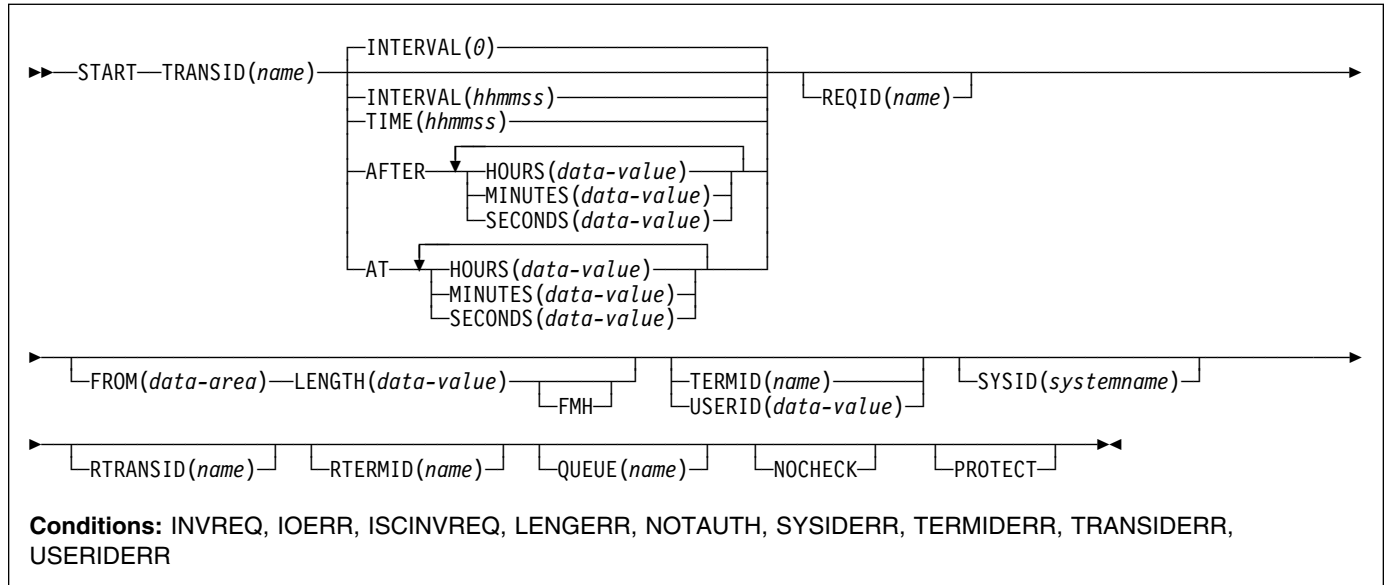 INTERVAL(0)
START TRANSID(name)
INTERVAL(hhmmss) REQID(name)
TIME(hhmmss)
AFTER HOURS(data-value)
MINUTES(data-value)
SECONDS(data-value)
AT HOURS(data-value)
MINUTES(data-value)
SECONDS(data-value)
FROM(data-area) LENGTH(data-value) TERMID(name) SYSID(systemname)
FMH USERID(data-value)
RTRANSID(name) RTERMID(name) QUEUE(name) NOCHECK PROTECT
Conditions: INVREQ, IOERR, ISCINVREQ, LENGERR, NOTAUTH, SYSIDERR, TERMIDERR, TRANSIDERR,
USERIDERR